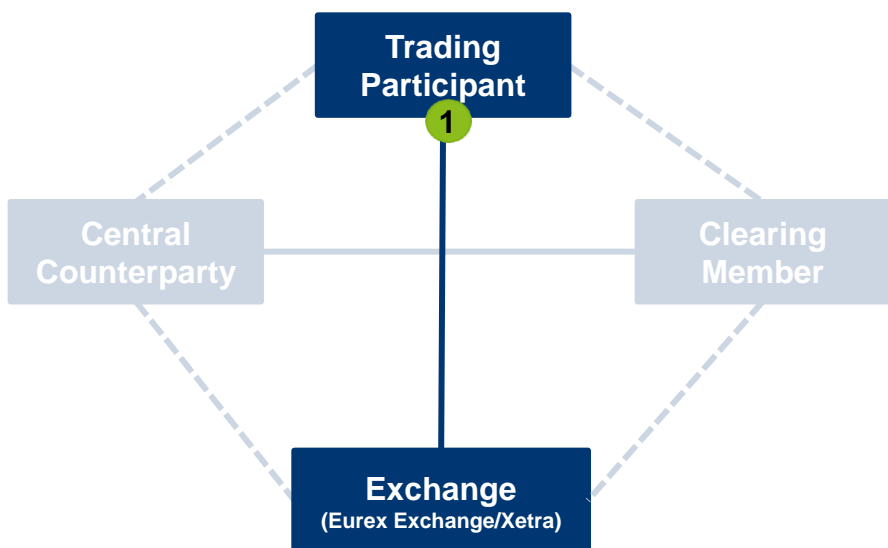 Trading
Participant
1
Central
Counterparty
Clearing
Member
Exchange
(Eurex Exchange/Xetra)